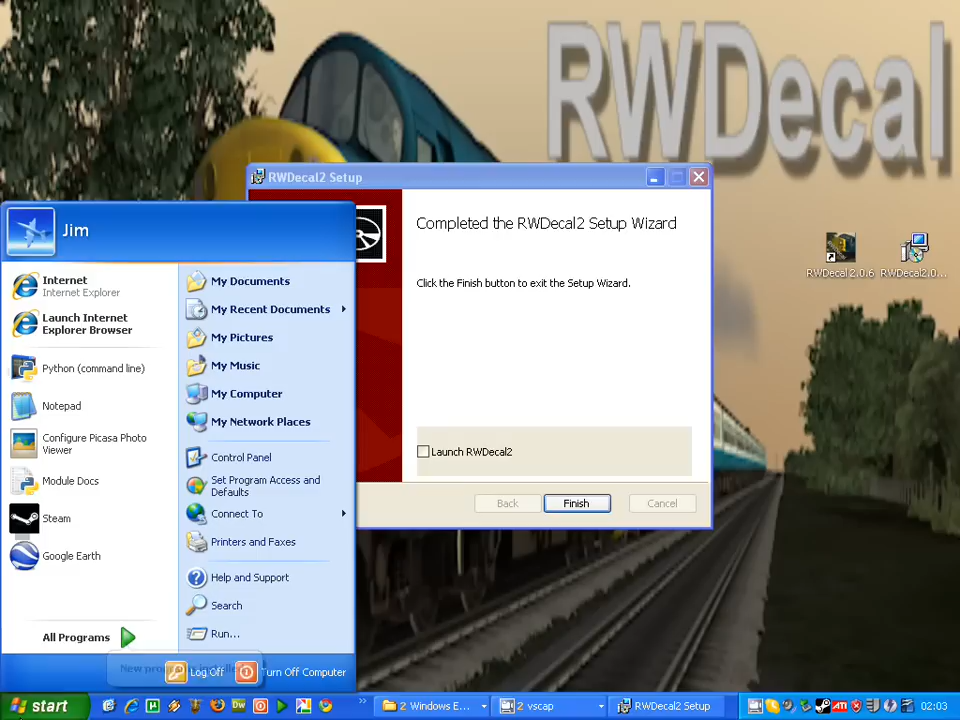 RWDecal
RWDecal2 Setup
Completed the RWDecal2 Setup Wizard
Click the Finish button to exit the Setup Wizard.
Launch RWDecal2
Back
Finish
Cancel
RWDecal 2.0.6
RWDecal2.0...
Jim
Internet
Internet Explorer
Launch Internet
Explorer Browser
Python (command line)
Notepad
Configure Picasa Photo
Viewer
Module Docs
Steam
Google Earth
All Programs
My Documents
My Recent Documents
My Pictures
My Music
My Computer
My Network Places
Control Panel
Set Program Access and
Defaults
Connect To
Printers and Faxes
Help and Support
Search
Run...
Log Off
Turn Off Computer
start
2 Windows E...
2 vscap
RWDecal2 Setup
02:03